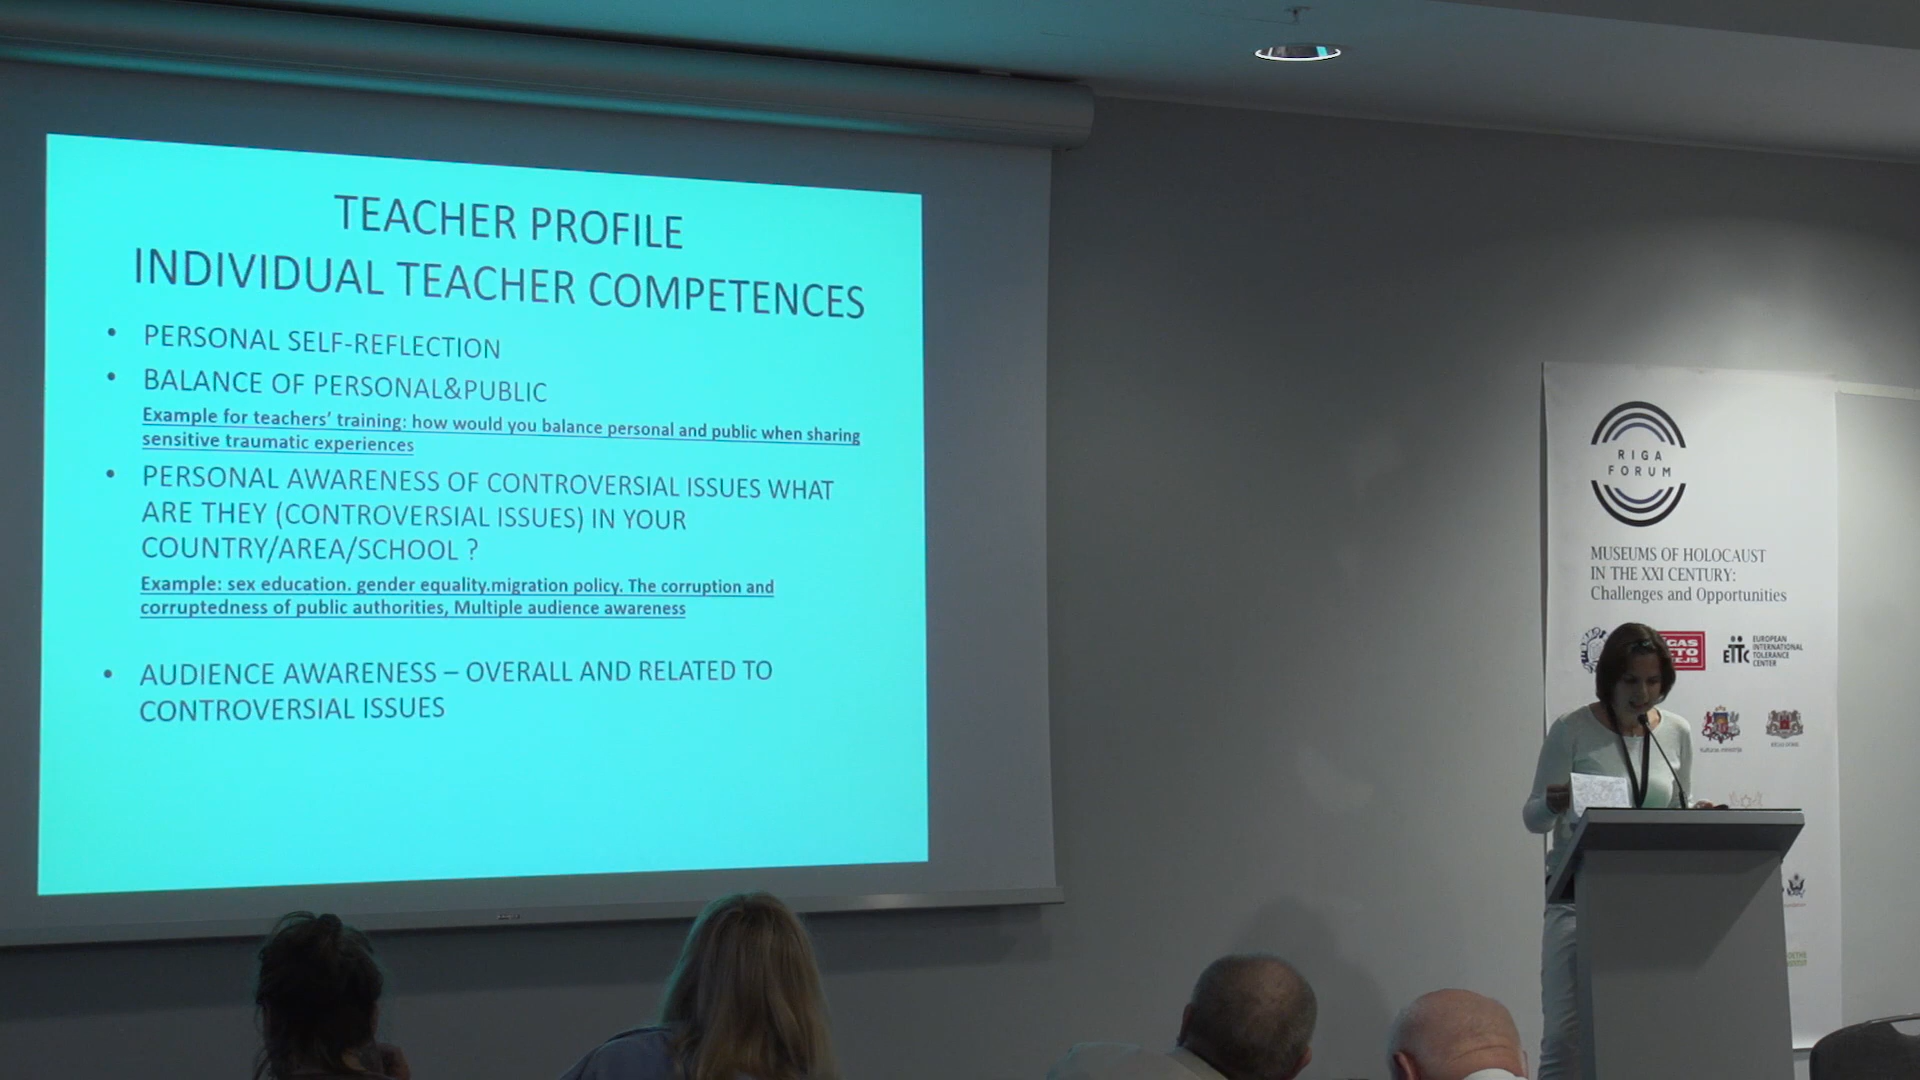 TEACHER PROFILE
INDIVIDUAL TEACHER COMPETENCES
• PERSONAL SELF-REFLECTION
• BALANCE OF PERSONAL&PUBLIC
Example for teachers' training: how would you balance personal and public when sharing
sensitive traumatic experiences
• PERSONAL AWARENESS OF CONTROVERSIAL ISSUES WHAT
ARE THEY (CONTROVERSIAL ISSUES) IN YOUR
COUNTRY/AREA/SCHOOL ?
Example: sex education. gender equality.migration policy. The corruption and
corruptedness of public authorities, Multiple audience awareness
• AUDIENCE AWARENESS – OVERALL AND RELATED TO
CONTROVERSIAL ISSUES
RIGA
FORUM
MUSEUMS OF HOLOCAUST
IN THE XXI CENTURY:
Challenges and Opportunities
EUROPEAN
INTERNATIONAL
TOLERANCE
CENTER